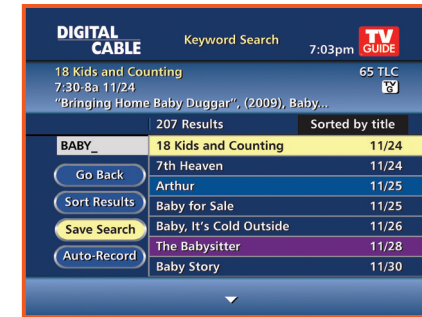 DIGITAL
CABLE
Keyword Search
7:03pm
TV
GUIDE
18 Kids and Counting
65 TLC
7:30-8a 11/24
"Bringing Home Baby Duggar", (2009), Baby...
207 Results
Sorted by title
BABY_
18 Kids and Counting 11/24
Go Back
7th Heaven 11/24
Arthur 11/25
Sort Results
Baby for Sale 11/25
Save Search
Baby, It's Cold Outside 11/26
Auto-Record
The Babysitter 11/28
Baby Story 11/30